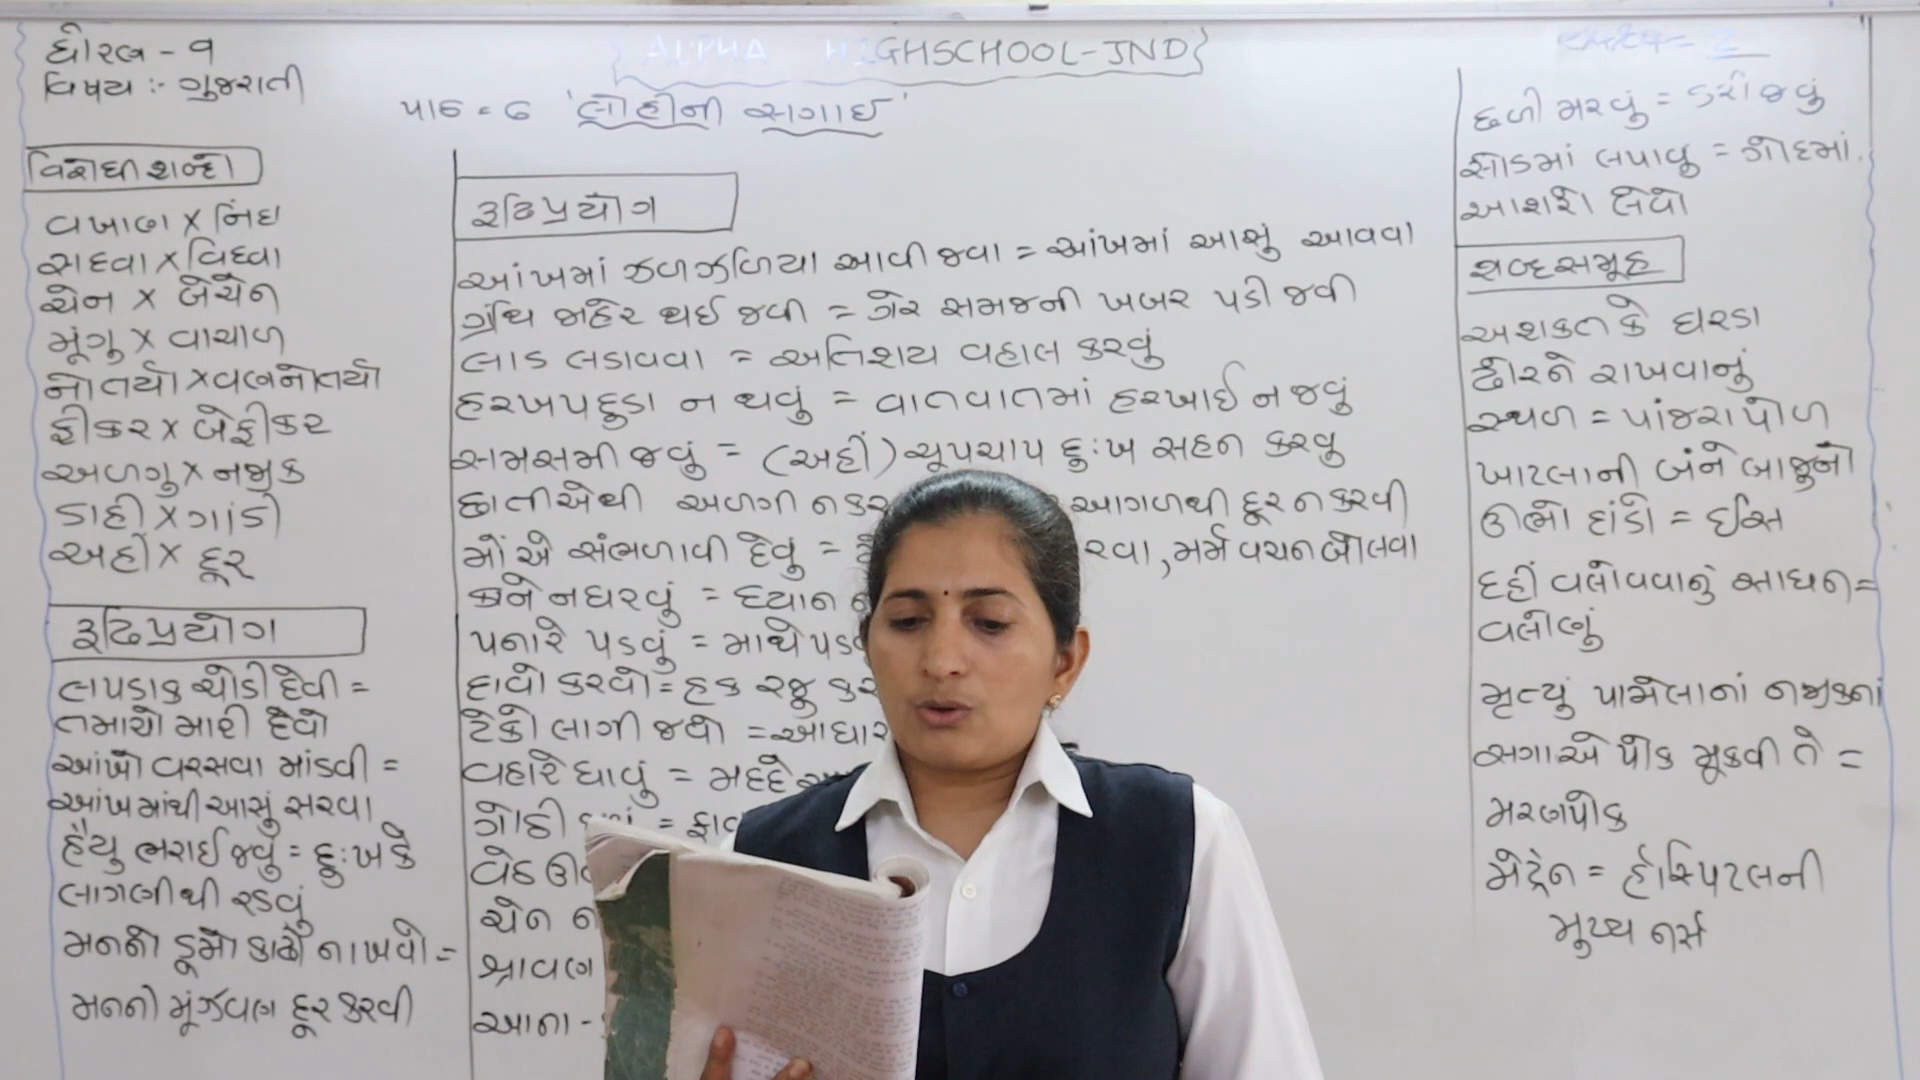 ધોરણ - ૧
વિષય :- ગુજરાતી
ALPHA HIGHSCHOOL-JND
પાઠ - ૮ 'લોહીની સગાઈ'
વિરોધી શબ્દો
વખાણ X નિંદા
સધવા X વિધવા
ચેન X બેચેન
મૂંગુ X વાચાળ
નોતર્યા X વણનોતર્યા
ફીકર X બેફીકર
અળગુ X નજીક
ડાહી X ગાંડી
અહીં X દૂર
રૂઢિપ્રયોગ
લપડાક ચોડી દેવી =
તમાચો મારી દેવો
આંખો વરસવા માંડવી =
આંખમાંથી આસું સરવા
હૈયુ ભરાઈ જવું = દુ:ખ કે
લાગણીથી રડવું
મનનો ડૂમો કાઢી નાખવો =
મનની મૂંઝવણ દૂર કરવી
રૂઢિપ્રયોગ
આંખમાં ઝળઝળિયા આવી જવા = આંખમાં આસું આવવા
ગ્રંથિ જાહેર થઈ જવી = ગેર સમજની ખબર પડી જવી
લાડ લડાવવા = અતિશય વહાલ કરવું
હરખપદુડા ન થવું = વાતવાતમાં હરખાઈ ન જવું
સમસમી જવું = (અહીં) ચૂપચાપ દુ:ખ સહન કરવુ
છાતીએથી અળગી ન કર આગળથી દૂર ન કરવી
મોં એ સંભળાવી દેવું = રવા, મર્મ વચન બોલવા
કાને ન ધરવું = ધ્યાન ન
પનારે પડવું = માથે પડ
દાવો કરવો = હક રજૂ કર
ટેકો લાગી જવો = આધાર
વહારે ધાવું = મદદે
ગોઠી = ફાવ
વેઠ
ચેન ન
શ્રાવણ
આના -
છળી મરવું = ડરી જવું
સોડમાં લપાવુ = ગોદમાં
આશરો લેવો
શબ્દસમૂહ
અશકત કે ઘરડા
ઢોરને રાખવાનું
સ્થળ = પાંજરાપોળ
ખાટલાની બંને બાજુનો
ઊભો દાંડો = ઈસ
દહીં વલોવવાનું સાધન =
વલોણું
મૃત્યું પામેલાનાં નજીકનાં
સગાએ પોક મૂકવી તે =
મરણપોક
મેટ્રેન = હોસ્પિટલની
મુખ્ય નર્સ